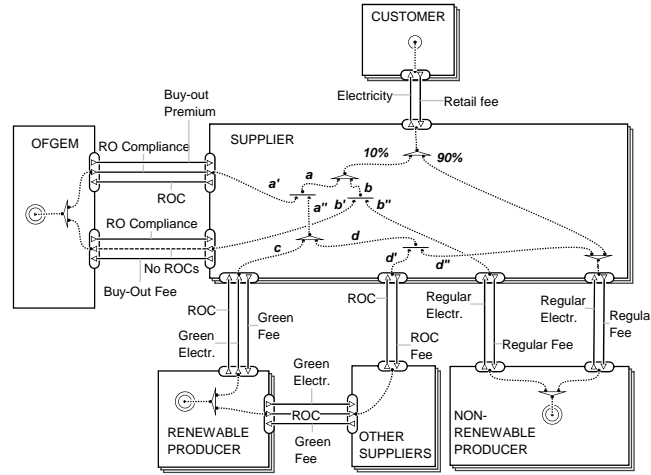 CUSTOMER
Electricity
Retail fee
Buy-out
Premium
OFGEM
RO Compliance
ROC
RO Compliance
No ROCs
Buy-Out Fee
SUPPLIER
10%
90%
a
b
a'
a"
b'
b"
c
d
d'
d"
ROC
Green
Electr.
Green
Fee
ROC
ROC
Fee
Regular
Electr.
Regular Fee
Regular
Electr.
Regula
Fee
RENEWABLE
PRODUCER
Green
Electr.
ROC
Green
Fee
OTHER
SUPPLIERS
NON-
RENEWABLE
PRODUCER